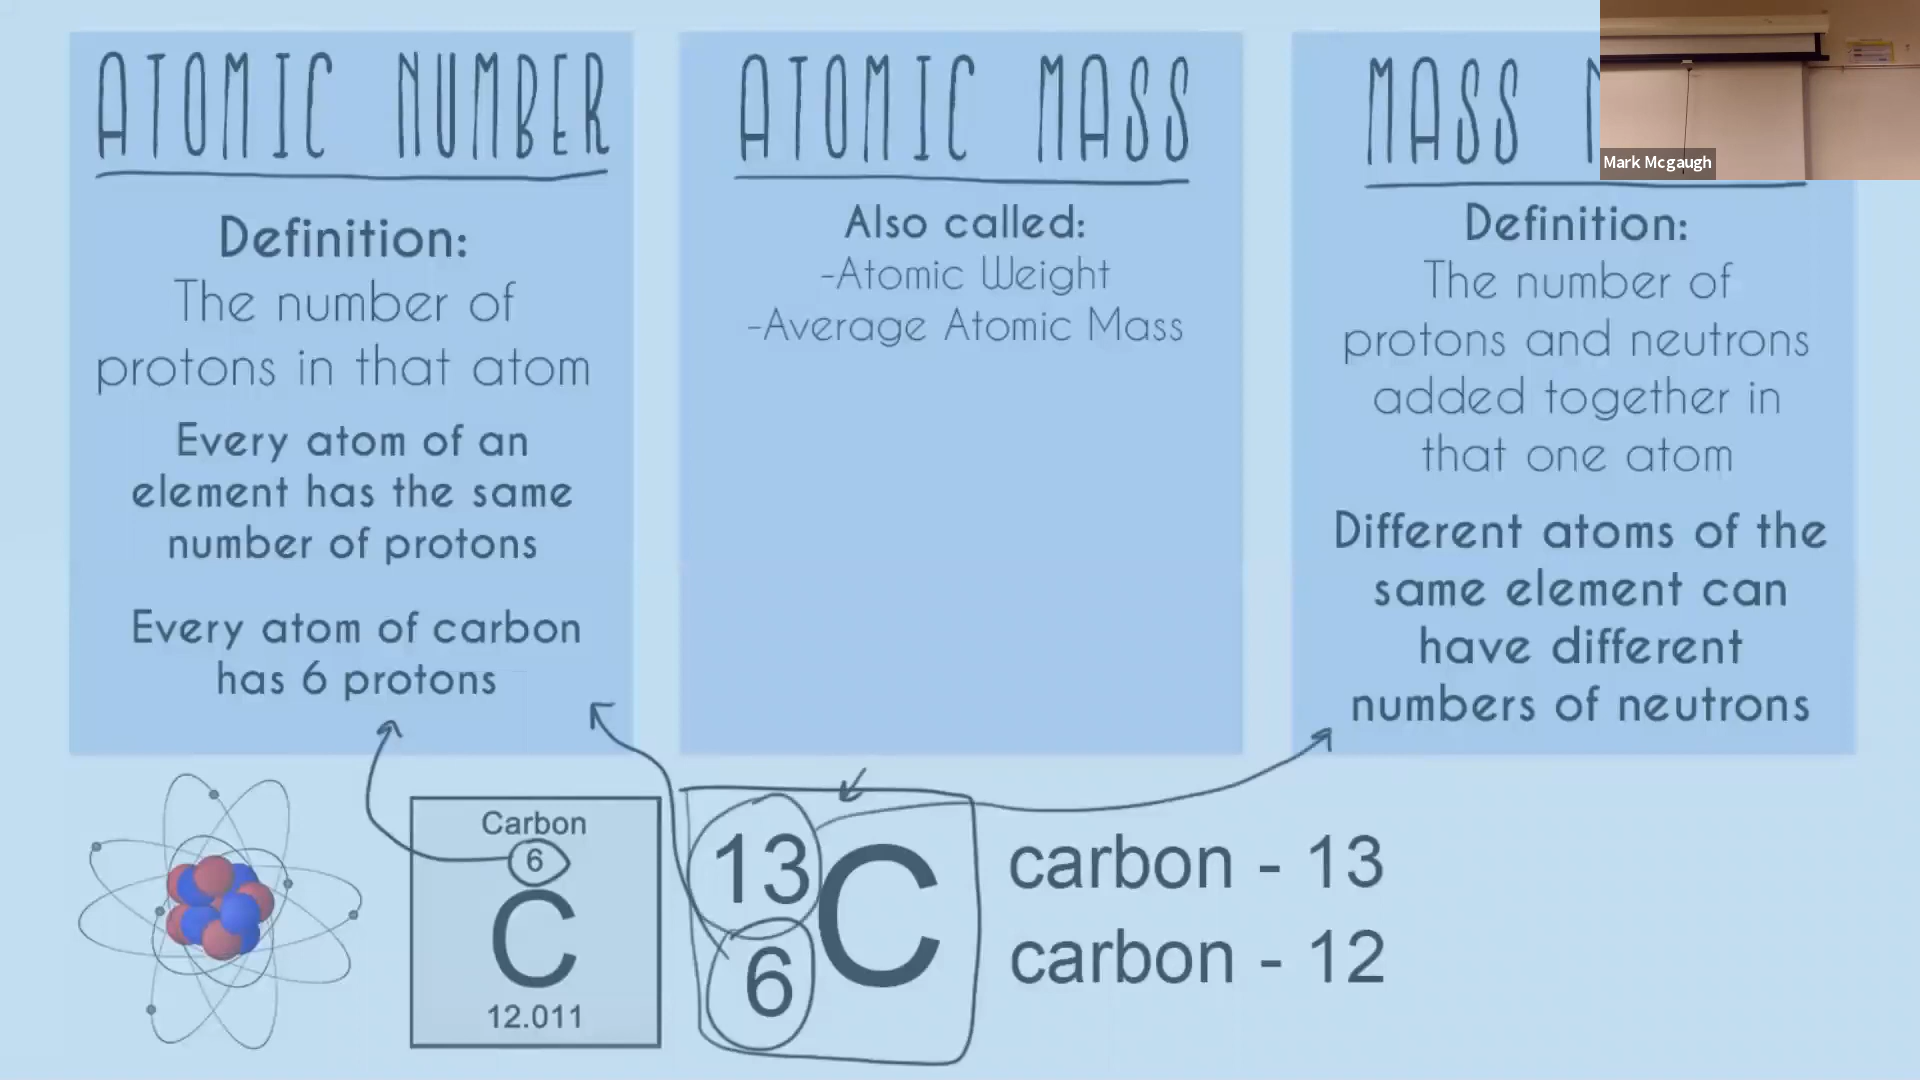 ATOMIC NUMBER
Definition:
The number of
protons in that atom
Every atom of an
element has the same
number of protons
Every atom of carbon
has 6 protons
ATOMIC MASS
Also called:
-Atomic Weight
-Average Atomic Mass
MASS
Mark Mcgaugh
Definition:
The number of
protons and neutrons
added together in
that one atom
Different atoms of the
same element can
have different
numbers of neutrons
Carbon
6
C
12.011
13
6
C
carbon - 13
carbon - 12